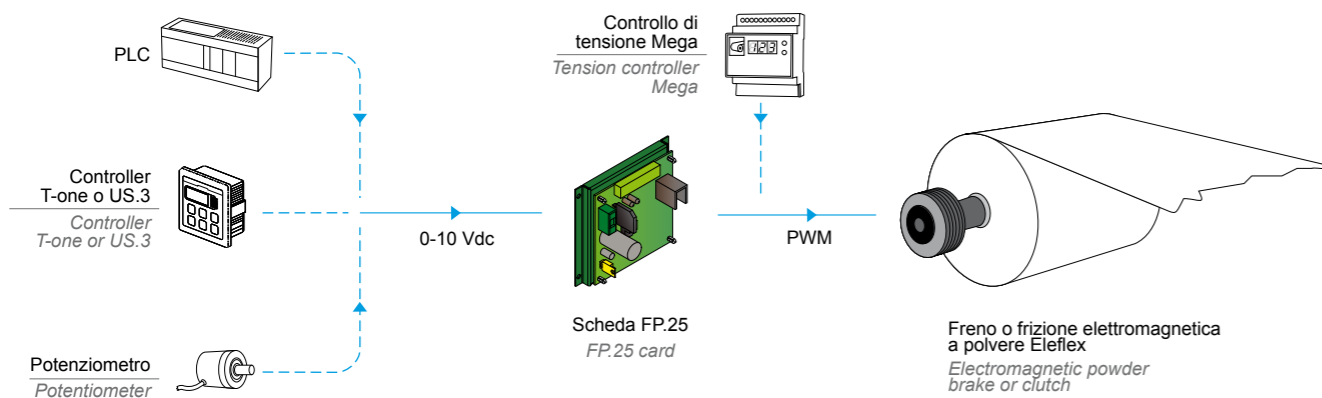 PLC
Controller
T-one o US.3
Controller
T-one or US.3
Potenziometro
Potentiometer
0-10 Vdc
Controllo di
tensione Mega
Tension controller
Mega
123
Scheda FP.25
FP.25 card
PWM
Freno o frizione elettromagnetica
a polvere Eleflex
Electromagnetic powder
brake or clutch